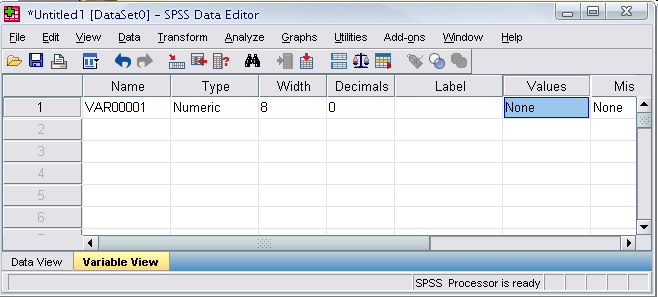 *Untitled1 [DataSet0] – SPSS Data Editor
File Edit View Data Transform Analyze Graphs Utilities Add-ons Window Help
Name Type Width Decimals Label Values Mis
1 VAR00001 Numeric 8 0 None None
2
3
4
5
6
Data View Variable View
SPSS Processor is ready